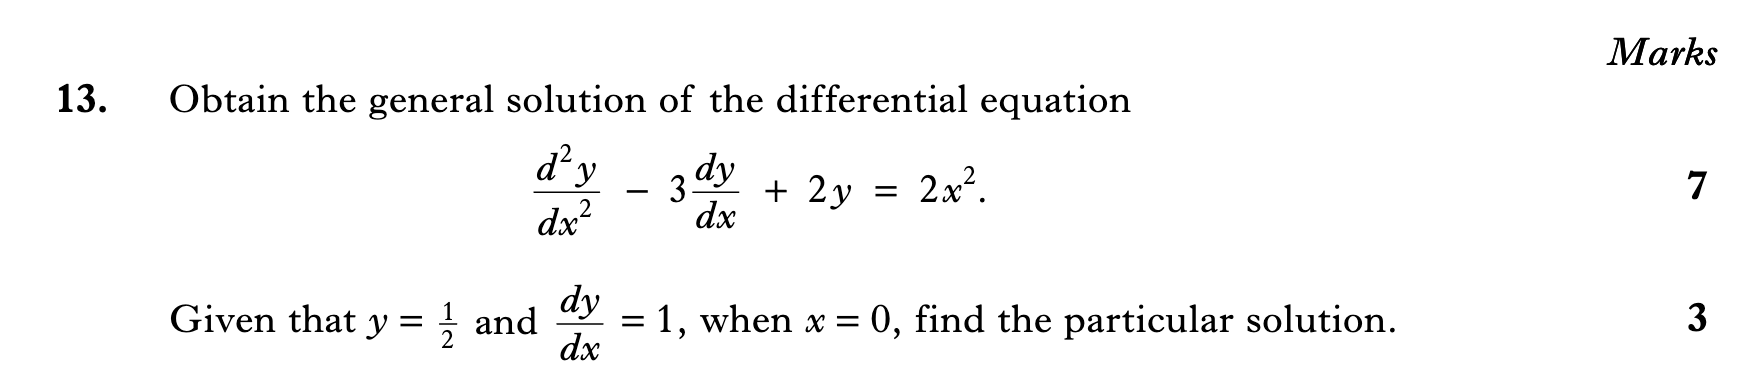 Marks
13. Obtain the general solution of the differential equation
d²y/dx² − 3 dy/dx + 2y = 2x². 7
Given that y = ½ and dy/dx = 1, when x = 0, find the particular solution. 3